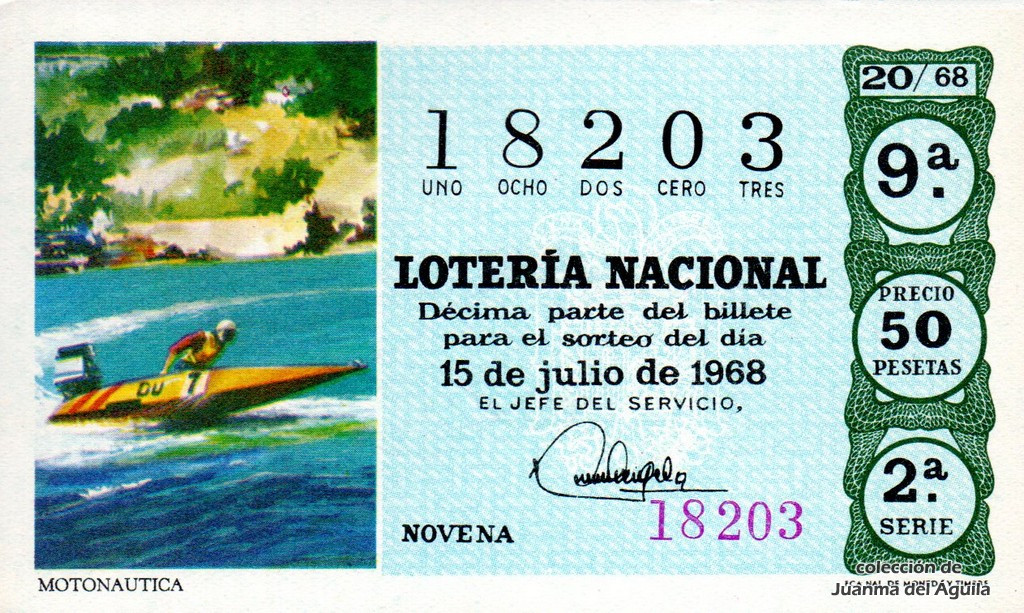 20/68
18203
UNO OCHO DOS CERO TRES
9ª.
LOTERÍA NACIONAL
Décima parte del billete
para el sorteo del día
15 de julio de 1968
EL JEFE DEL SERVICIO,
PRECIO
50
PESETAS
DU 7
2ª.
SERIE
18203
NOVENA
MOTONAUTICA
colección de
Juanma del Aguila